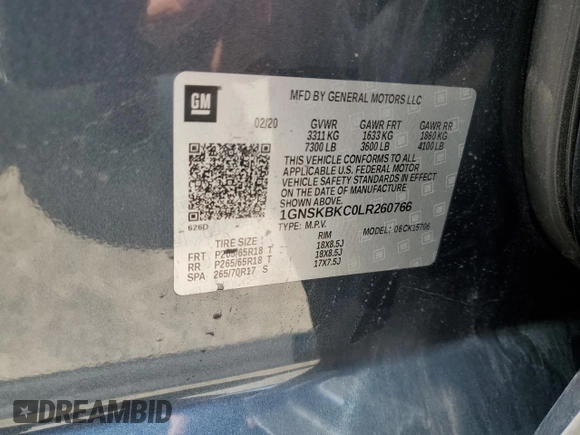 GM
MFD BY GENERAL MOTORS LLC
02/20 GVWR GAWR FRT GAWR RR
3311 KG 1633 KG 1860 KG
7300 LB 3600 LB 4100 LB
THIS VEHICLE CONFORMS TO ALL
APPLICABLE U.S. FEDERAL MOTOR
VEHICLE SAFETY STANDARDS IN EFFECT
ON THE DATE OF MANUFACTURE
SHOWN ABOVE.
1GNSKBKC0LR260766
6Z6D TYPE: M.P.V. MODEL: 06CK15706
TIRE SIZE RIM
FRT P265/65R18 T 18X8.5J
RR P265/65R18 T 18X8.5J
SPA 265/70R17 S 17X7.5J
DREAMBID